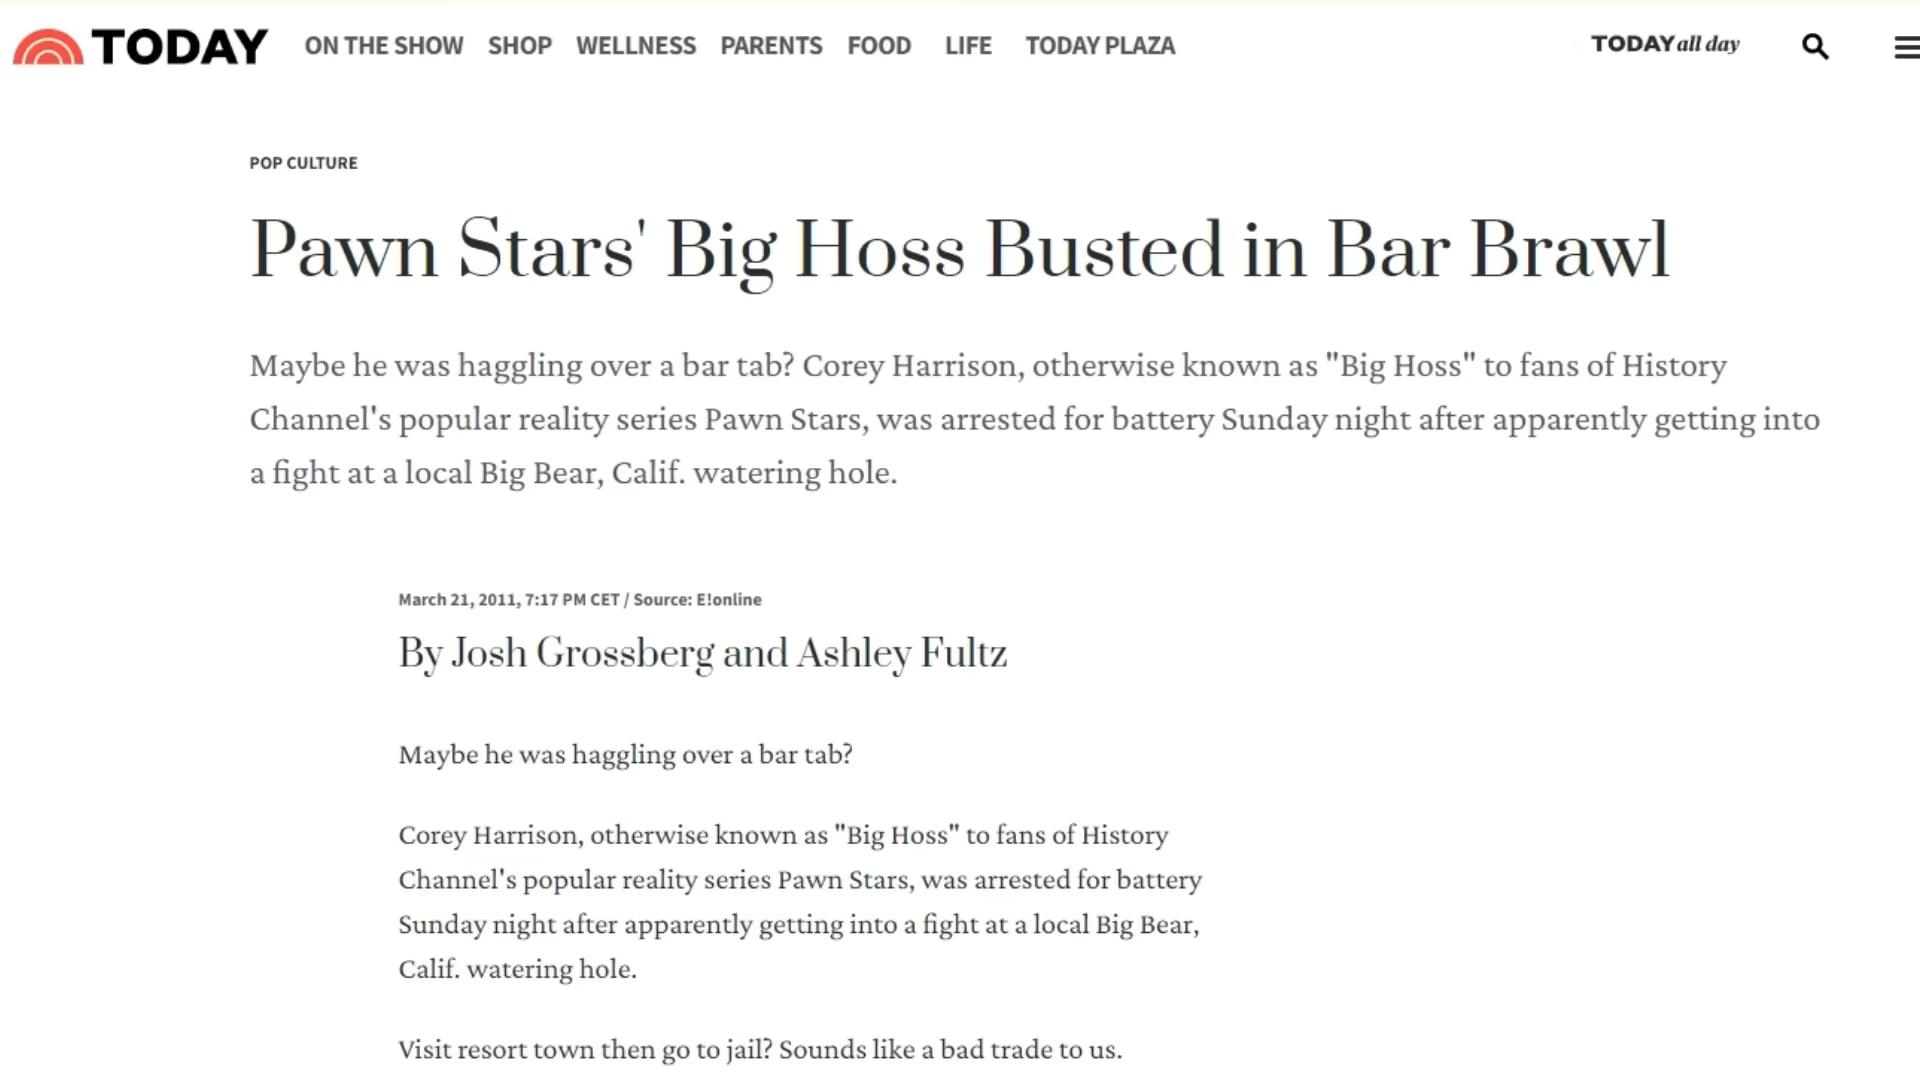 TODAY ON THE SHOW SHOP WELLNESS PARENTS FOOD LIFE TODAY PLAZA TODAY all day
POP CULTURE
Pawn Stars' Big Hoss Busted in Bar Brawl
Maybe he was haggling over a bar tab? Corey Harrison, otherwise known as "Big Hoss" to fans of History
Channel's popular reality series Pawn Stars, was arrested for battery Sunday night after apparently getting into
a fight at a local Big Bear, Calif. watering hole.
March 21, 2011, 7:17 PM CET / Source: E!online
By Josh Grossberg and Ashley Fultz
Maybe he was haggling over a bar tab?
Corey Harrison, otherwise known as "Big Hoss" to fans of History
Channel's popular reality series Pawn Stars, was arrested for battery
Sunday night after apparently getting into a fight at a local Big Bear,
Calif. watering hole.
Visit resort town then go to jail? Sounds like a bad trade to us.